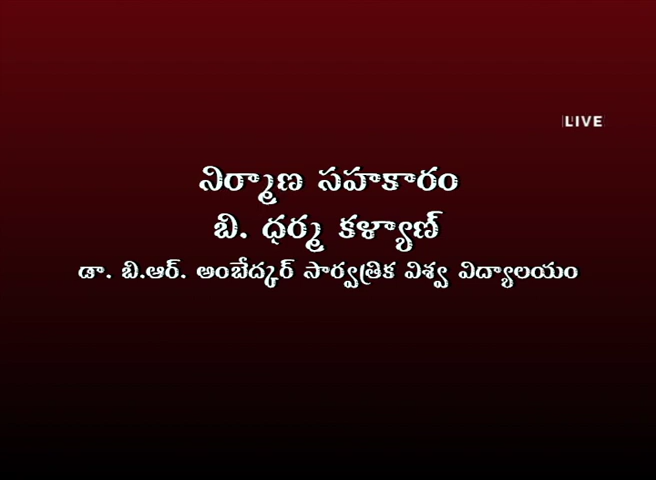 LIVE
నిర్మాణ సహకారం
బి. ధర్మ కళ్యాణ్
డా. బి.ఆర్. అంబేద్కర్ సార్వత్రిక విశ్వ విద్యాలయం